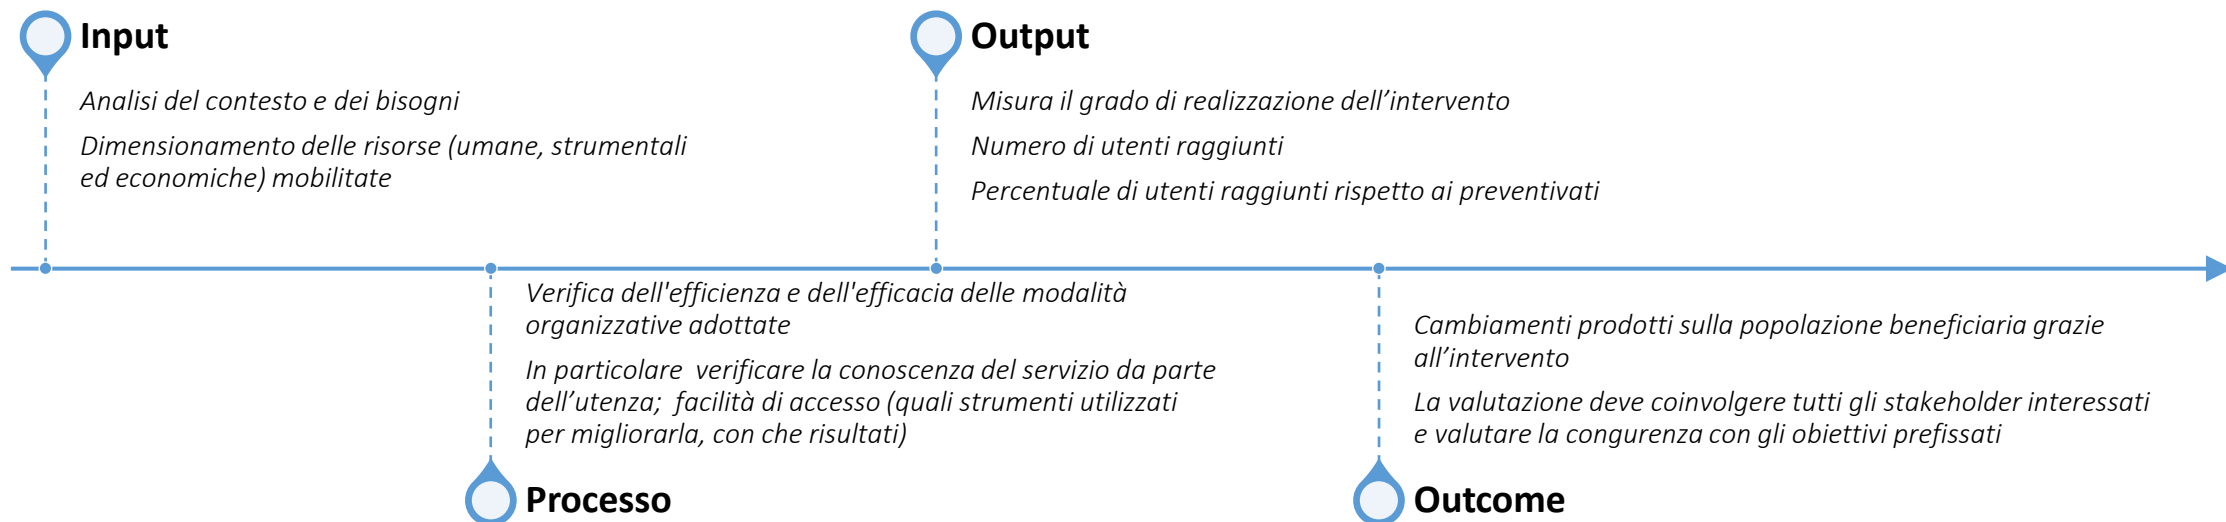 Input
Analisi del contesto e dei bisogni
Dimensionamento delle risorse (umane, strumentali
ed economiche) mobilitate
Verifica dell'efficienza e dell'efficacia delle modalità
organizzative adottate
In particolare  verificare la conoscenza del servizio da parte
dell’utenza;  facilità di accesso (quali strumenti utilizzati
per migliorarla, con che risultati)
Processo
Output
Misura il grado di realizzazione dell’intervento
Numero di utenti raggiunti
Percentuale di utenti raggiunti rispetto ai preventivati
Cambiamenti prodotti sulla popolazione beneficiaria grazie
all’intervento
La valutazione deve coinvolgere tutti gli stakeholder interessati
e valutare la congurenza con gli obiettivi prefissati
Outcome